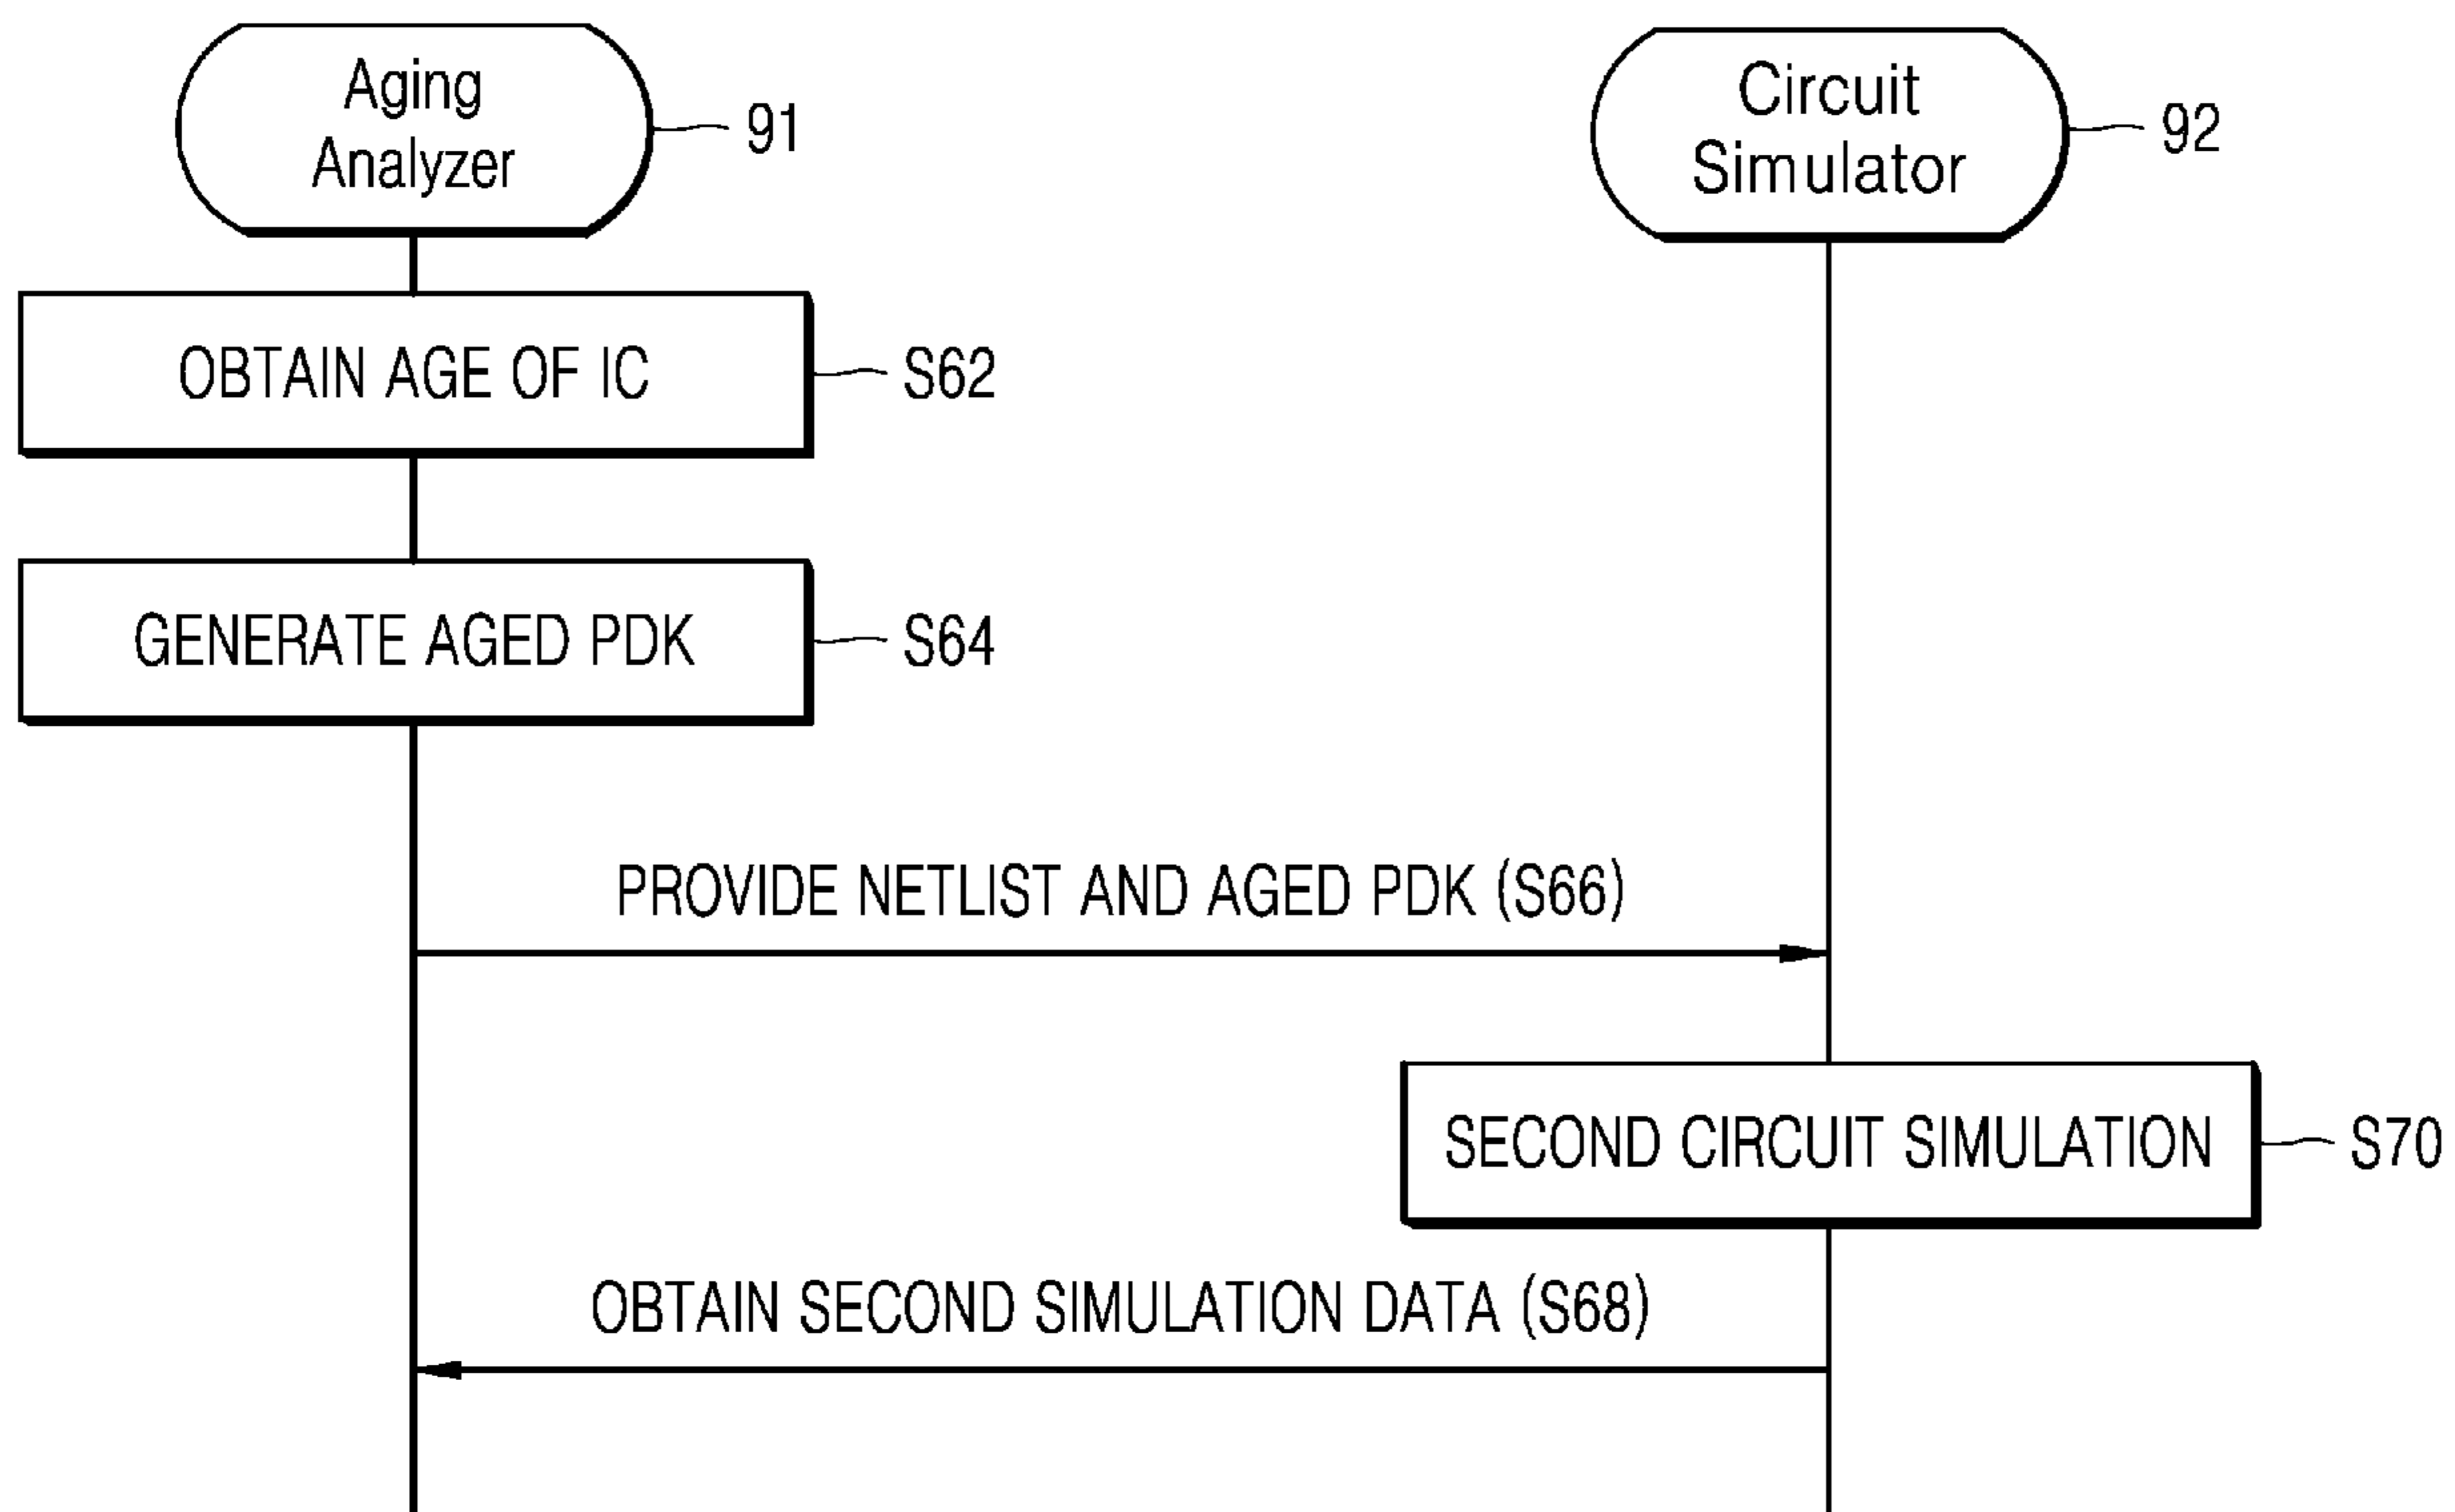 Aging
Analyzer
91
Circuit
Simulator
92
OBTAIN AGE OF IC
S62
GENERATE AGED PDK
S64
PROVIDE NETLIST AND AGED PDK (S66)
SECOND CIRCUIT SIMULATION
S70
OBTAIN SECOND SIMULATION DATA (S68)